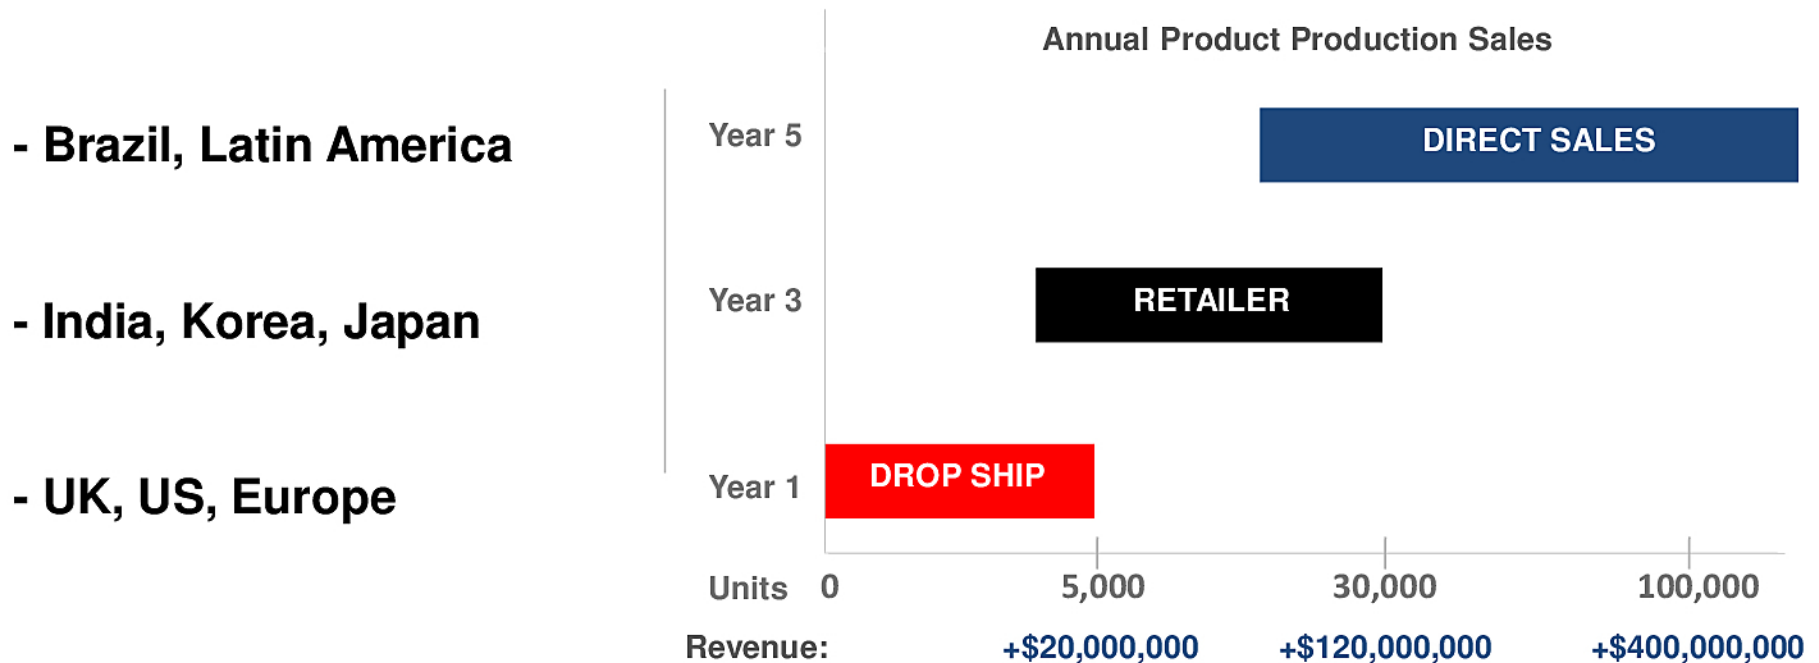 Annual Product Production Sales
- Brazil, Latin America
Year 5
DIRECT SALES
- India, Korea, Japan
Year 3
RETAILER
- UK, US, Europe
Year 1
DROP SHIP
Units 0 5,000 30,000 100,000
Revenue: +$20,000,000 +$120,000,000 +$400,000,000